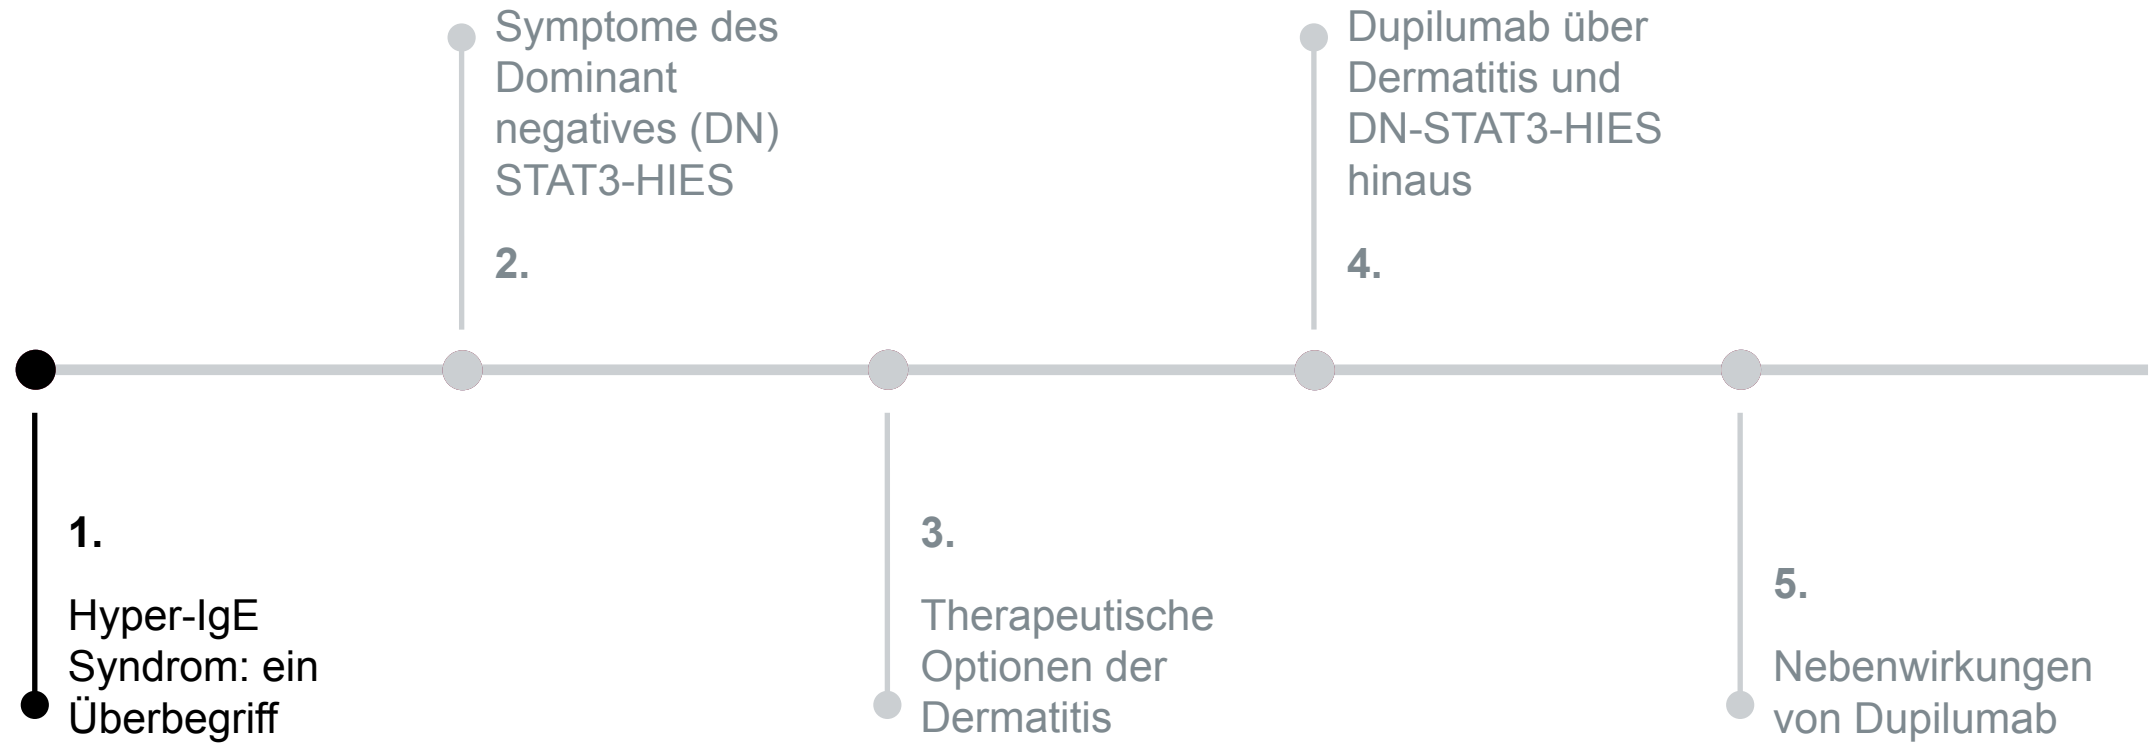 1.
Hyper-IgE
Syndrom: ein
Überbegriff
Symptome des
Dominant
negatives (DN)
STAT3-HIES
2.
3.
Therapeutische
Optionen der
Dermatitis
Dupilumab über
Dermatitis und
DN-STAT3-HIES
hinaus
4.
5.
Nebenwirkungen
von Dupilumab